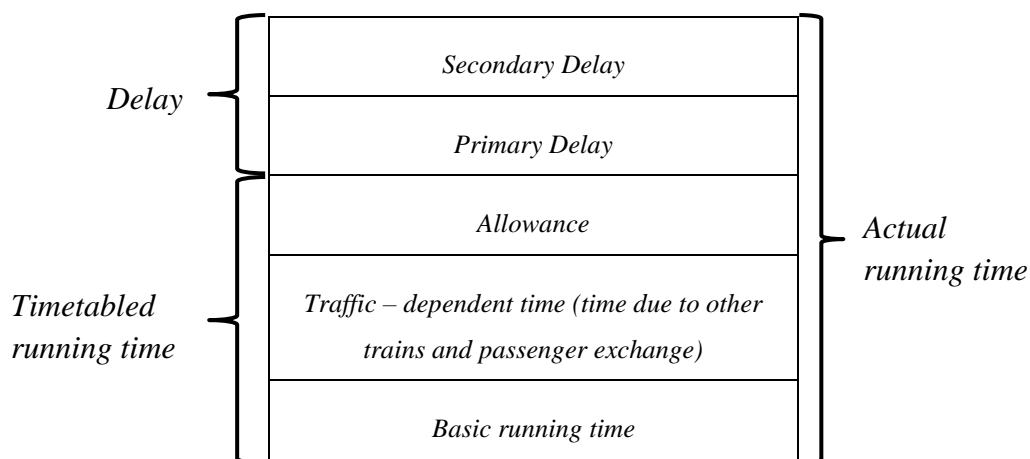 Secondary Delay
Delay
Primary Delay
Allowance
Actual
running time
Timetabled
running time
Traffic – dependent time (time due to other
trains and passenger exchange)
Basic running time